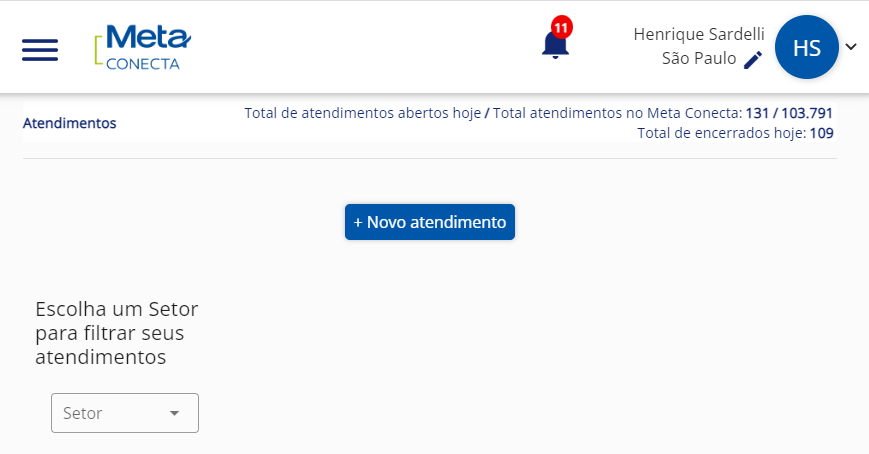 Meta
CONECTA
11
Henrique Sardelli
São Paulo
HS
Atendimentos
Total de atendimentos abertos hoje / Total atendimentos no Meta Conecta: 131 / 103.791
Total de encerrados hoje: 109
+ Novo atendimento
Escolha um Setor
para filtrar seus
atendimentos
Setor